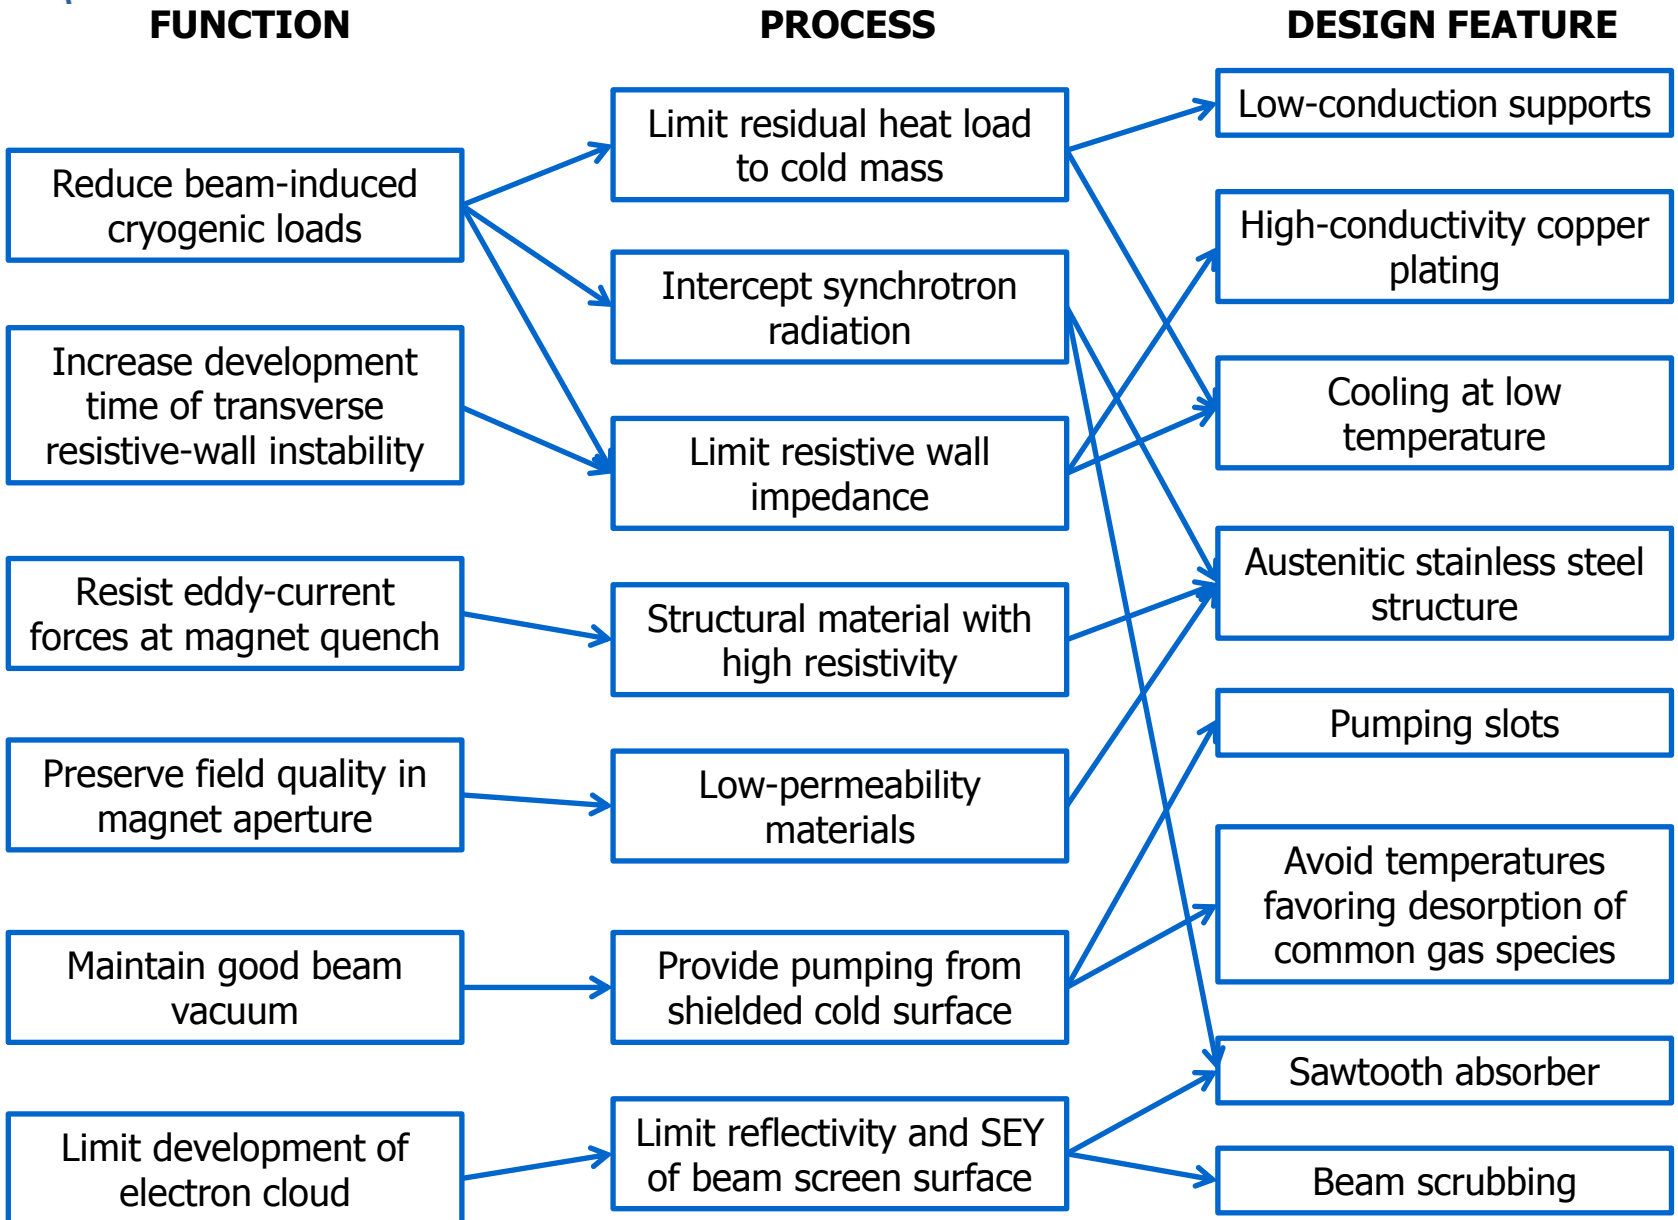 FUNCTION
PROCESS
DESIGN FEATURE
Reduce beam-induced
cryogenic loads
Increase development
time of transverse
resistive-wall instability
Resist eddy-current
forces at magnet quench
Preserve field quality in
magnet aperture
Maintain good beam
vacuum
Limit development of
electron cloud
Limit residual heat load
to cold mass
Intercept synchrotron
radiation
Limit resistive wall
impedance
Structural material with
high resistivity
Low-permeability
materials
Provide pumping from
shielded cold surface
Limit reflectivity and SEY
of beam screen surface
Low-conduction supports
High-conductivity copper
plating
Cooling at low
temperature
Austenitic stainless steel
structure
Pumping slots
Avoid temperatures
favoring desorption of
common gas species
Sawtooth absorber
Beam scrubbing